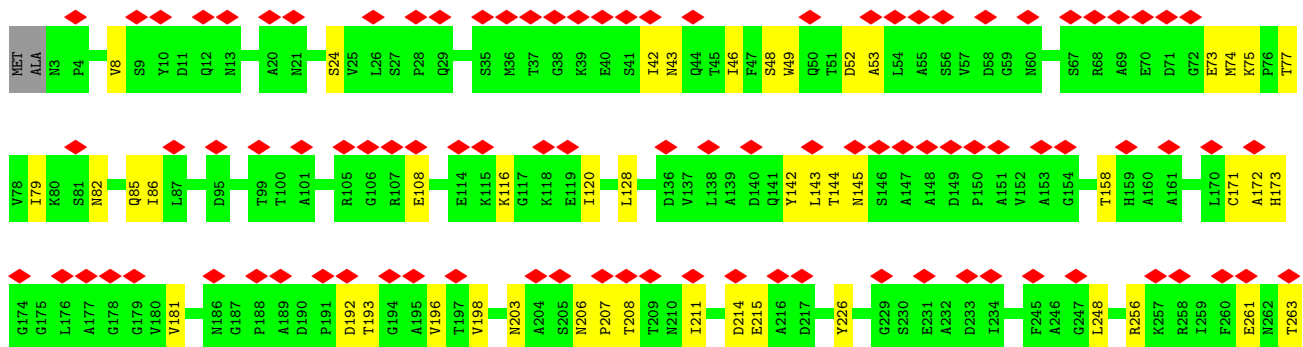 MET ALA N3 P4 V8 S9 Y10 D11 Q12 N13 A20 N21 S24 V25 L26 S27 P28 Q29 S35 M36 T37 G38 K39 E40 S41 I42 N43 Q44 T45 I46 F47 S48 W49 Q50 T51 D52 A53 L54 A55 S56 V57 D58 G59 N60 S67 R68 A69 E70 D71 G72 E73 M74 K75 P76 T77
V78 I79 K80 S81 N82 Q85 I86 L87 D95 T99 T100 A101 R105 G106 R107 E108 E114 K115 K116 G117 K118 E119 I120 L128 D136 V137 L138 A139 D140 Q141 Y142 L143 T144 N145 S146 A147 A148 D149 P150 A151 V152 A153 G154 T158 H159 A160 A161 L170 C171 A172 H173
G174 G175 L176 A177 G178 G179 V180 V181 N186 G187 P188 A189 D190 P191 D192 T193 G194 A195 V196 T197 V198 N203 A204 S205 N206 P207 T208 T209 N210 I211 D214 E215 A216 D217 Y226 G229 S230 E231 A232 D233 I234 F245 A246 G247 L248 R256 K257 R258 I259 F260 E261 N262 T263